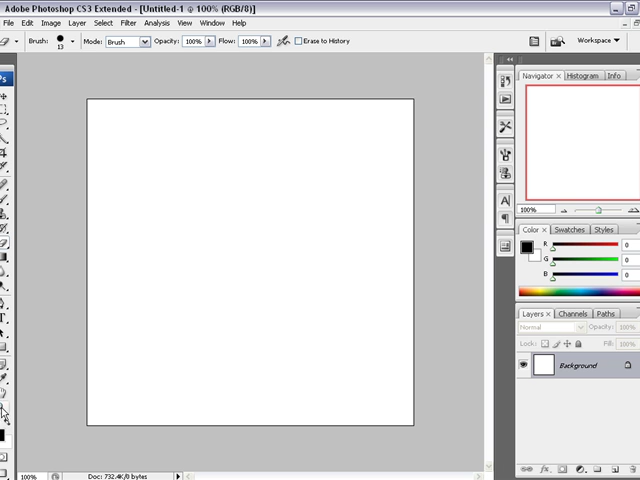 Adobe Photoshop CS3 Extended - [Untitled-1 @ 100% (RGB/8)]
File Edit Image Layer Select Filter Analysis View Window Help
Brush: 13 Mode: Brush Opacity: 100% Flow: 100% Erase to History Workspace
Ps
Navigator × Histogram Info
100%
Color × Swatches Styles
R 0
G 0
B 0
Layers × Channels Paths
Normal Opacity: 100%
Lock: Fill: 100%
Background
100% Doc: 732.4K/0 bytes